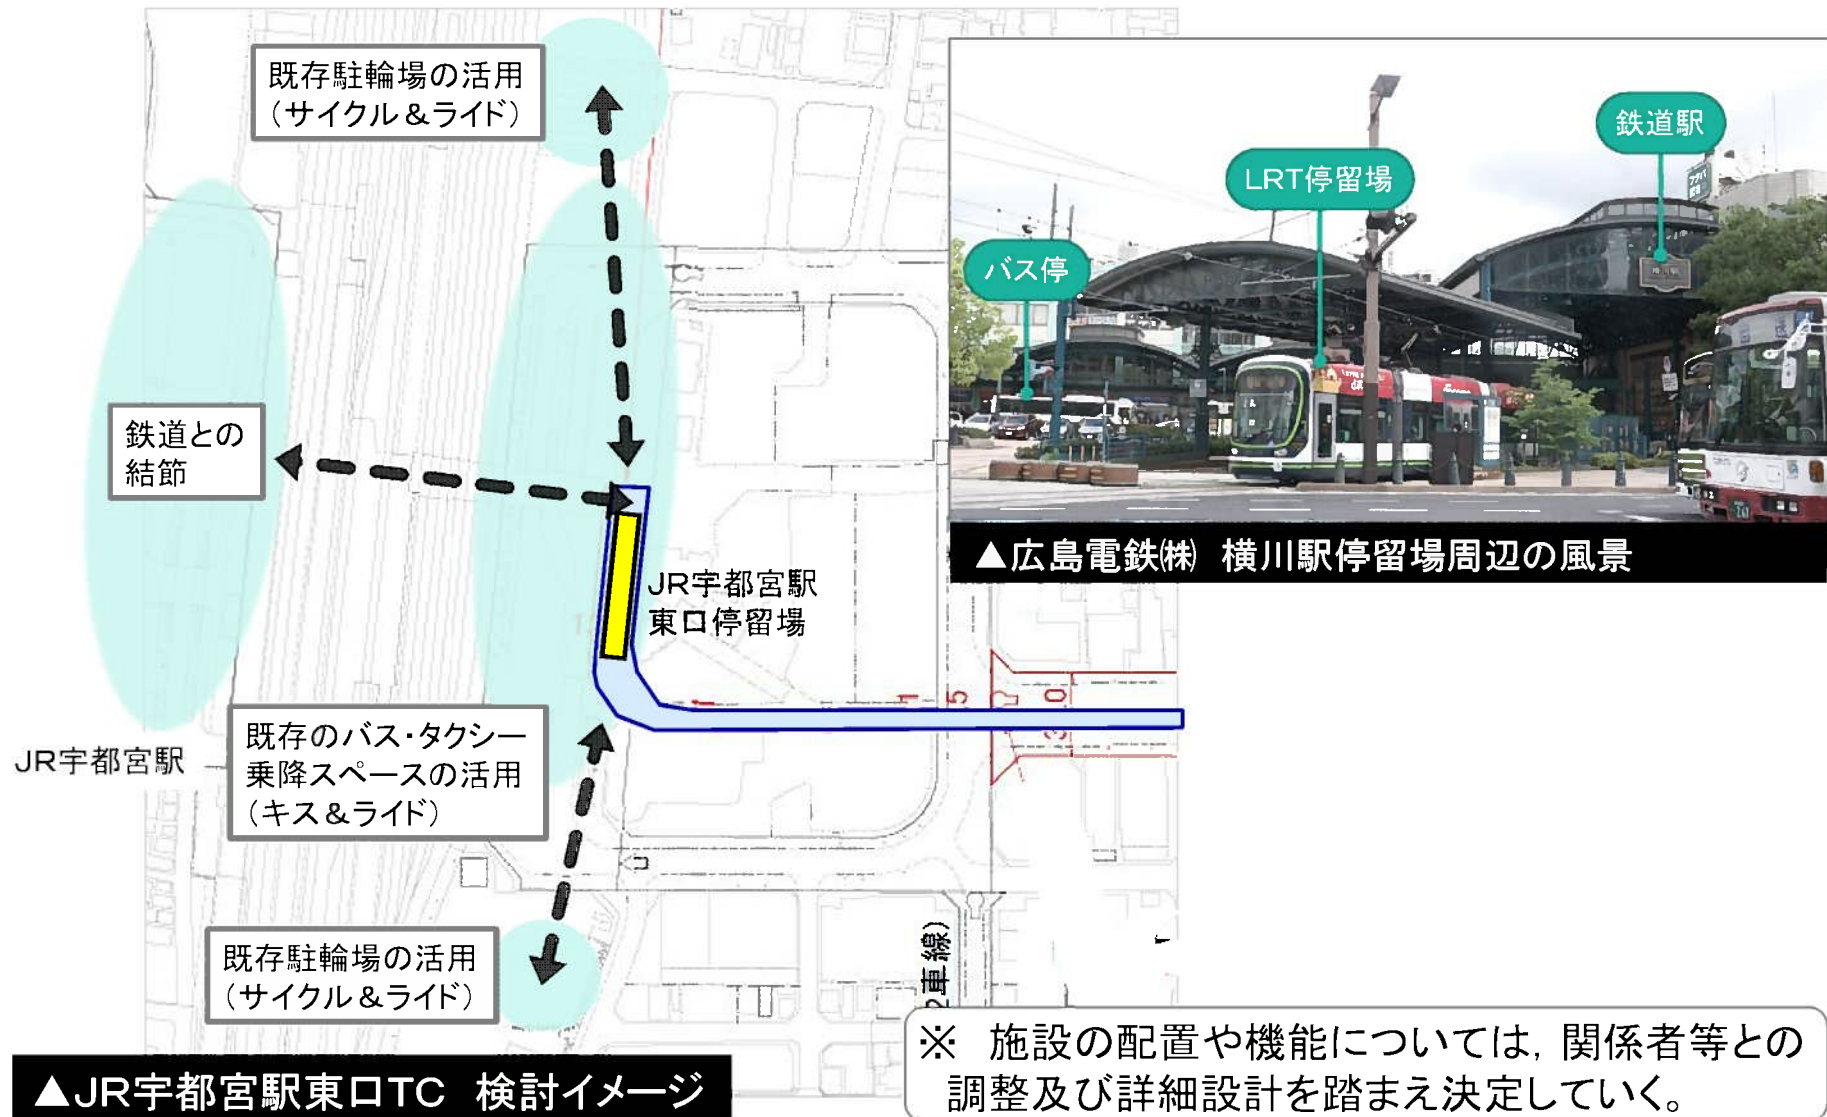 既存駐輪場の活用
（サイクル＆ライド）
鉄道との
結節
JR宇都宮駅
東口停留場
JR宇都宮駅
既存のバス・タクシー
乗降スペースの活用
（キス＆ライド）
既存駐輪場の活用
（サイクル＆ライド）
▲JR宇都宮駅東口TC 検討イメージ
鉄道駅
LRT停留場
バス停
▲広島電鉄㈱ 横川駅停留場周辺の風景
1 5
3 0
車線）
※ 施設の配置や機能については，関係者等との
調整及び詳細設計を踏まえ決定していく。